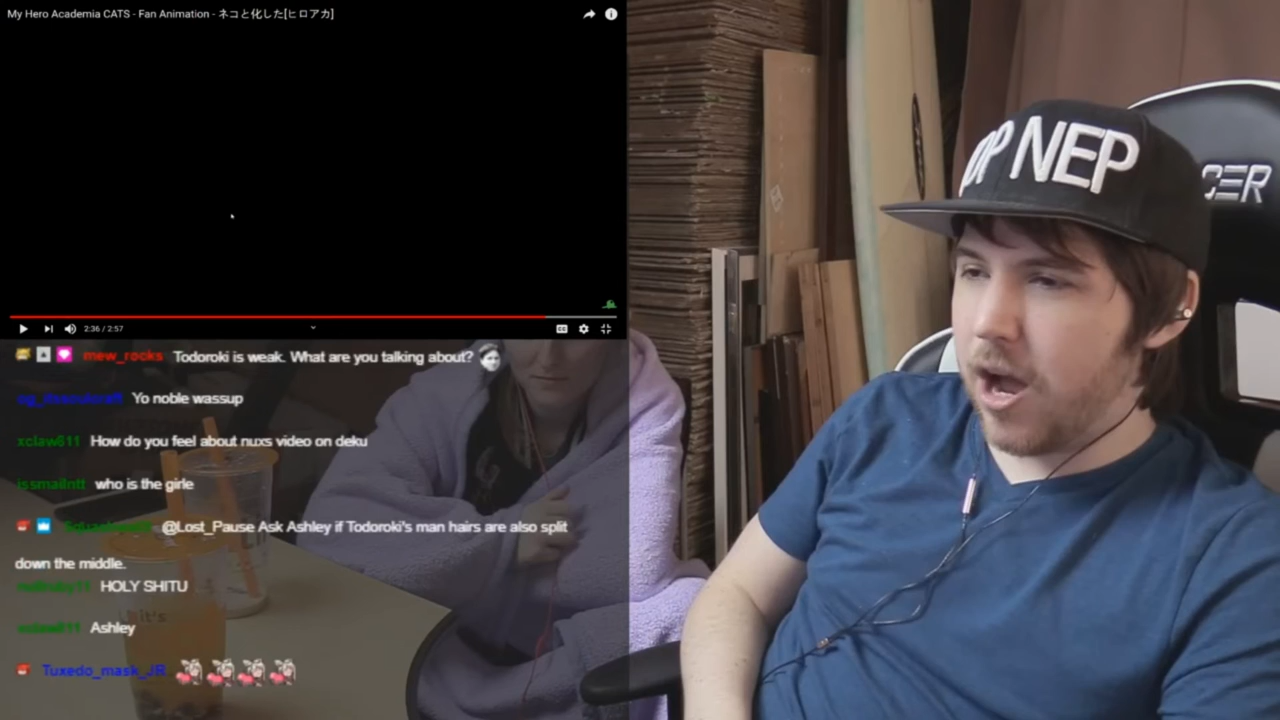 My Hero Academia CATS - Fan Animation - ネコと化した[ヒロアカ]
2:36 / 2:57
mew_rocks Todoroki is weak. What are you talking about?
Yo noble wassup
xclaw611 How do you feel about nuxs video on deku
issmailntt who is the girle
@Lost_Pause Ask Ashley if Todoroki's man hairs are also split
down the middle.
HOLY SHITU
xclaw611 Ashley
Tuxedo_mask_JR
it's
OP NEP
CER